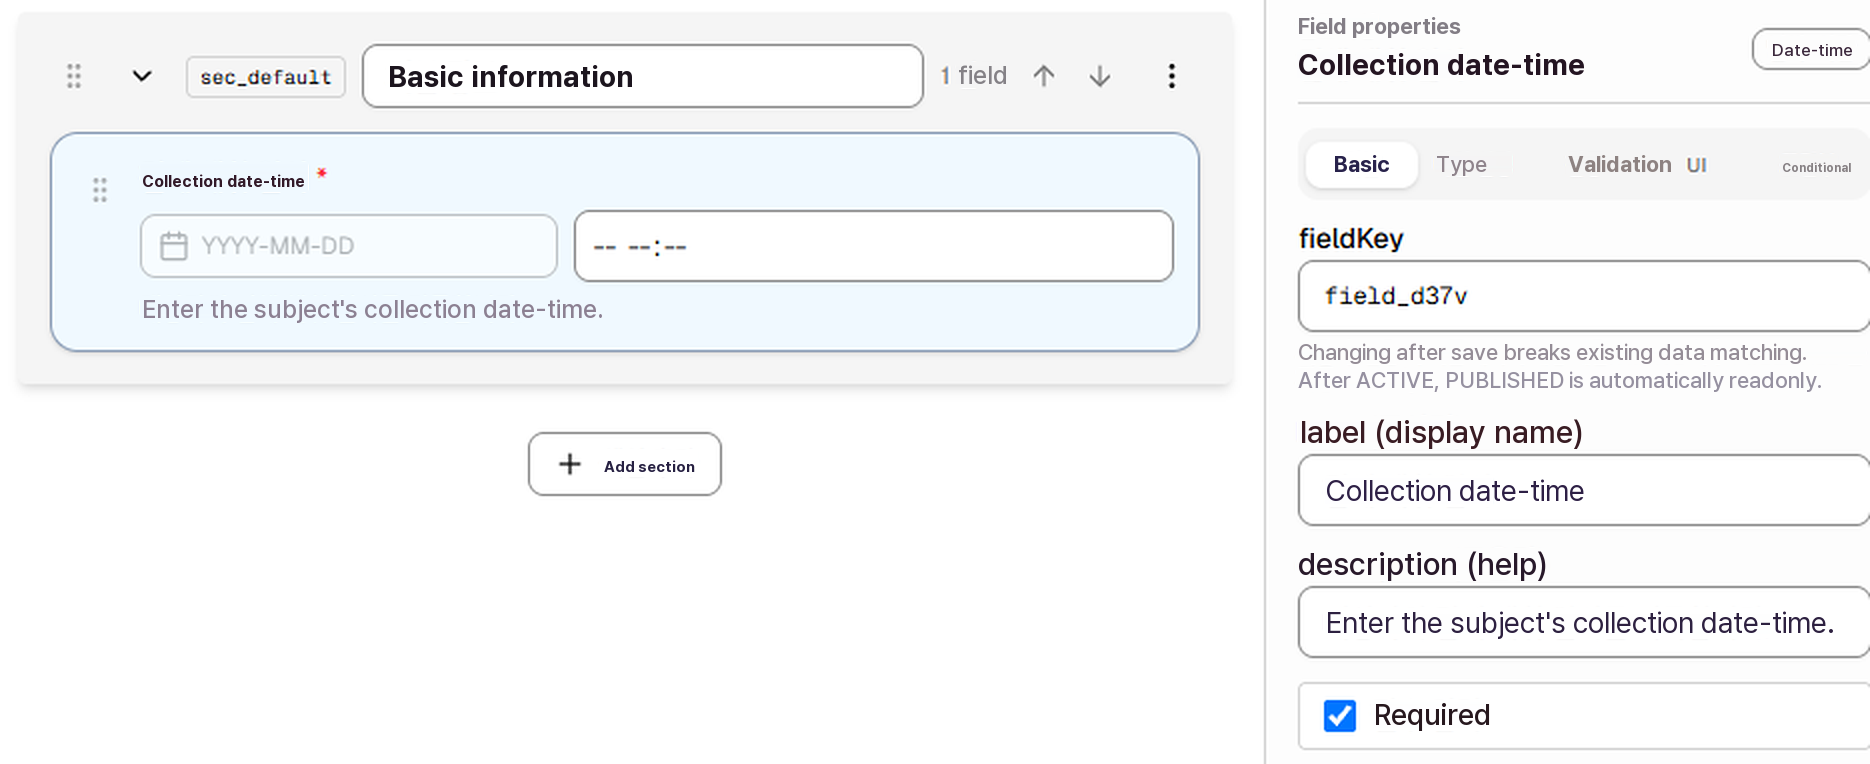 sec_default
Basic information
1 field
Collection date-time *
YYYY-MM-DD
-- --:--
Enter the subject's collection date-time.
+ Add section
Field properties
Collection date-time
Date-time
Basic Type Validation UI Conditional
fieldKey
field_d37v
Changing after save breaks existing data matching.
After ACTIVE, PUBLISHED is automatically readonly.
label (display name)
Collection date-time
description (help)
Enter the subject's collection date-time.
Required